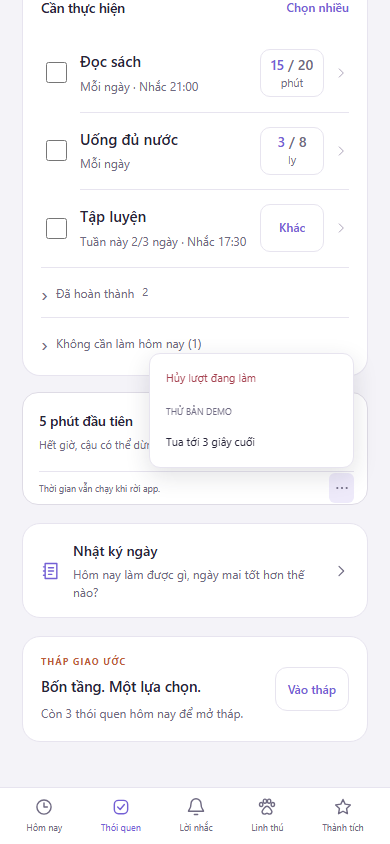 Cần thực hiện
Chọn nhiều
Đọc sách
Mỗi ngày · Nhắc 21:00
15 / 20
phút
Uống đủ nước
Mỗi ngày
3 / 8
ly
Tập luyện
Tuần này 2/3 ngày · Nhắc 17:30
Khác
Đã hoàn thành 2
Không cần làm hôm nay (1)
Hủy lượt đang làm
THỬ BẢN DEMO
Tua tới 3 giây cuối
5 phút đầu tiên
Hết giờ, cậu có thể
Thời gian vẫn chạy khi rời app.
Nhật ký ngày
Hôm nay làm được gì, ngày mai tốt hơn thế
nào?
THÁP GIAO ƯỚC
Bốn tầng. Một lựa chọn.
Còn 3 thói quen hôm nay để mở tháp.
Vào tháp
Hôm nay
Thói quen
Lời nhắc
Linh thú
Thành tích